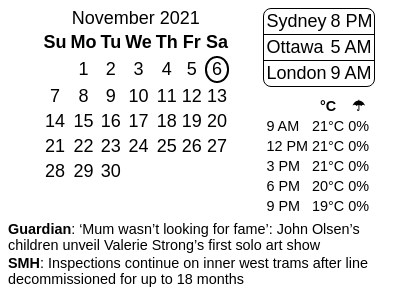 November 2021
Su Mo Tu We Th Fr Sa
1 2 3 4 5 6
7 8 9 10 11 12 13
14 15 16 17 18 19 20
21 22 23 24 25 26 27
28 29 30
Sydney 8 PM
Ottawa 5 AM
London 9 AM
°C ☂
9 AM 21°C 0%
12 PM 21°C 0%
3 PM 21°C 0%
6 PM 20°C 0%
9 PM 19°C 0%
Guardian: ‘Mum wasn’t looking for fame’: John Olsen’s
children unveil Valerie Strong’s first solo art show
SMH: Inspections continue on inner west trams after line
decommissioned for up to 18 months